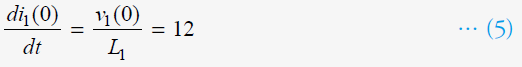 di₁(0)/dt = v₁(0)/L₁ = 12 ··· (5)